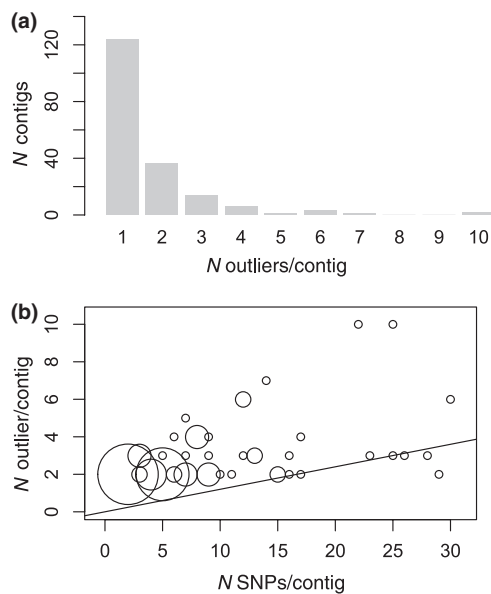 (a)
N contigs
0
40
80
120
1 2 3 4 5 6 7 8 9 10
N outliers/contig
(b)
N outlier/contig
0
2
4
6
8
10
0 5 10 15 20 25 30
N SNPs/contig